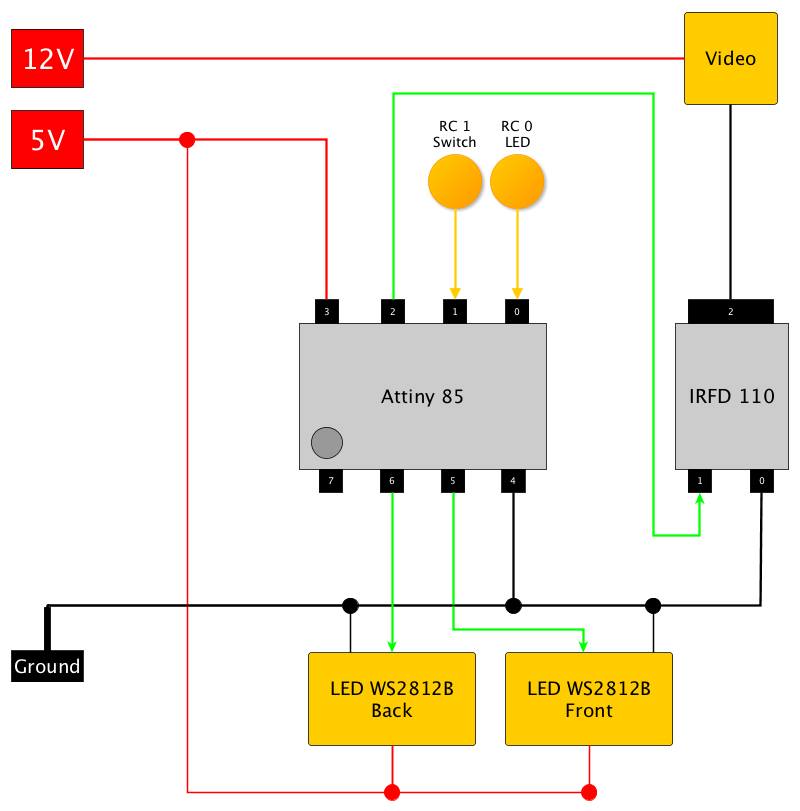 12V
Video
5V
RC 1
Switch
RC 0
LED
3
2
1
0
2
Attiny 85
IRFD 110
7
6
5
4
1
0
Ground
LED WS2812B
Back
LED WS2812B
Front